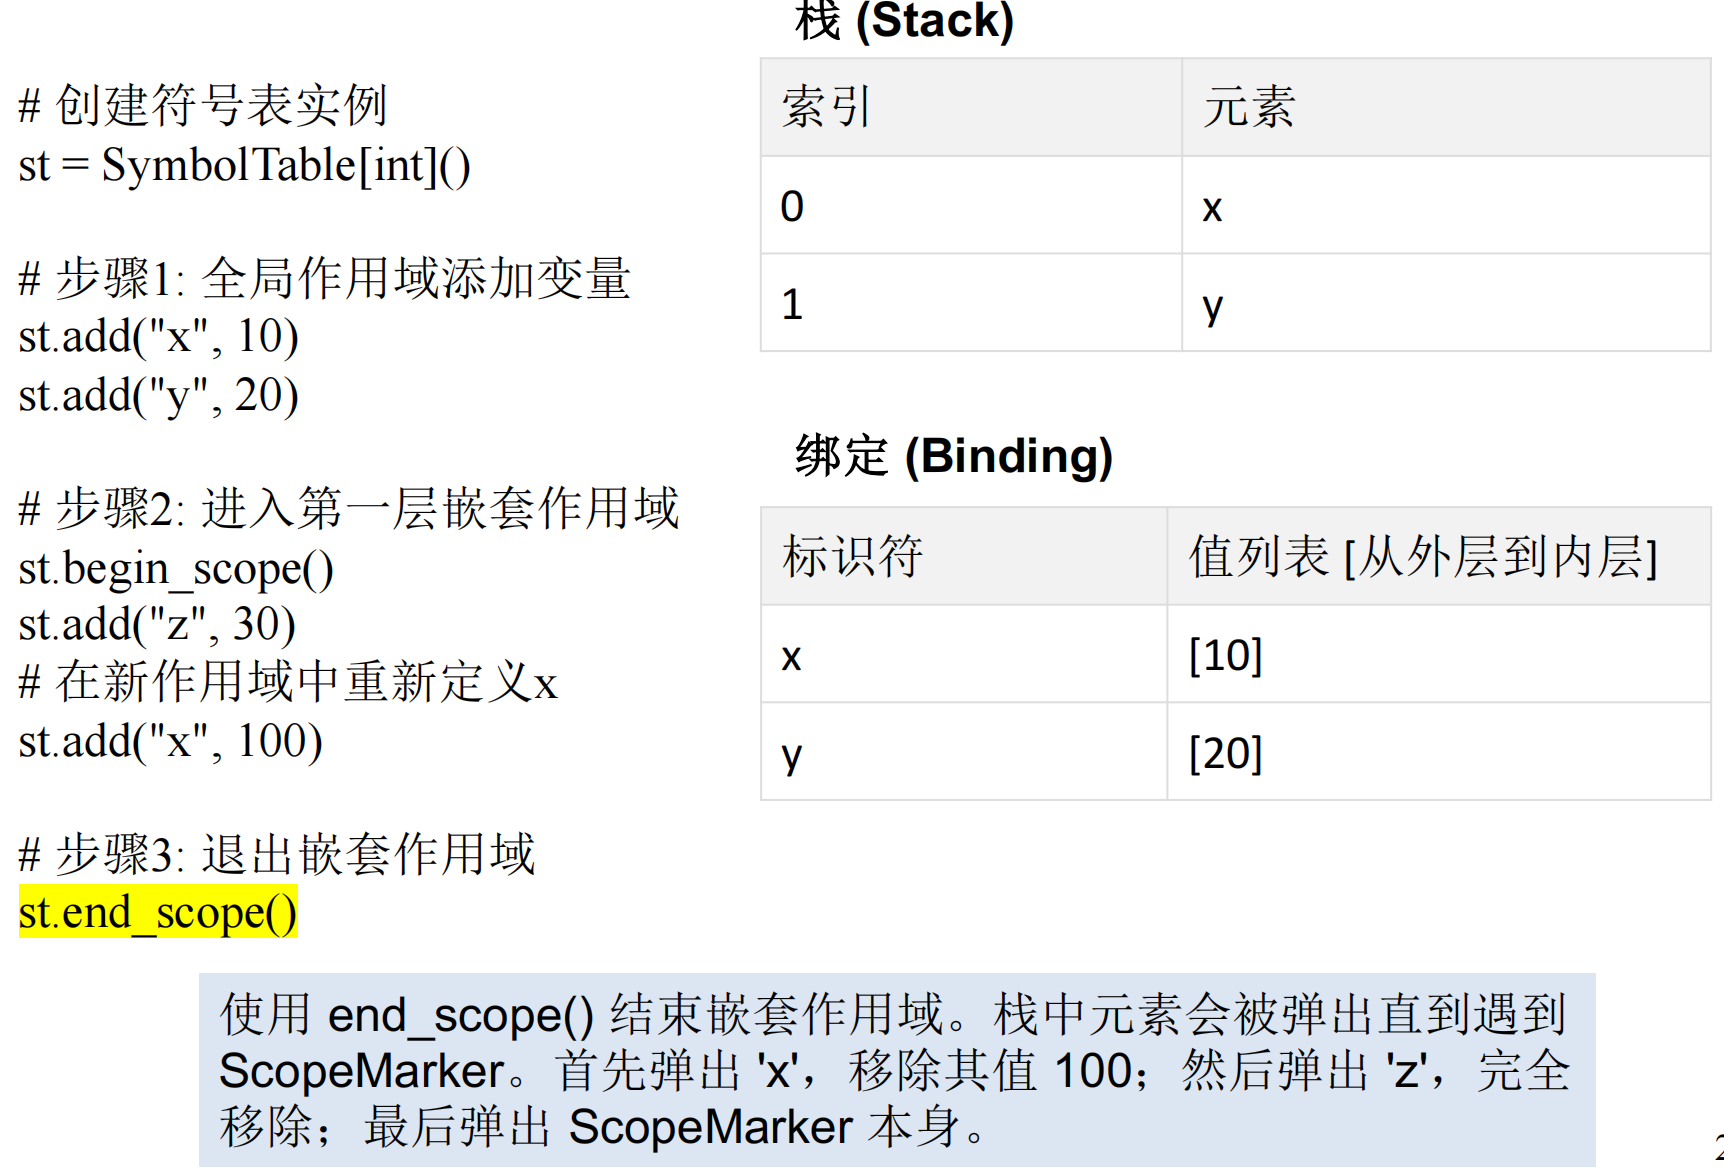 # 创建符号表实例
st = SymbolTable[int]()
# 步骤1: 全局作用域添加变量
st.add("x", 10)
st.add("y", 20)
# 步骤2: 进入第一层嵌套作用域
st.begin_scope()
st.add("z", 30)
# 在新作用域中重新定义x
st.add("x", 100)
# 步骤3: 退出嵌套作用域
st.end_scope()
栈 (Stack)
索引 元素
0 x
1 y
绑定 (Binding)
标识符 值列表 [从外层到内层]
x [10]
y [20]
使用 end_scope() 结束嵌套作用域。栈中元素会被弹出直到遇到
ScopeMarker。首先弹出 'x'，移除其值 100；然后弹出 'z'，完全
移除；最后弹出 ScopeMarker 本身。